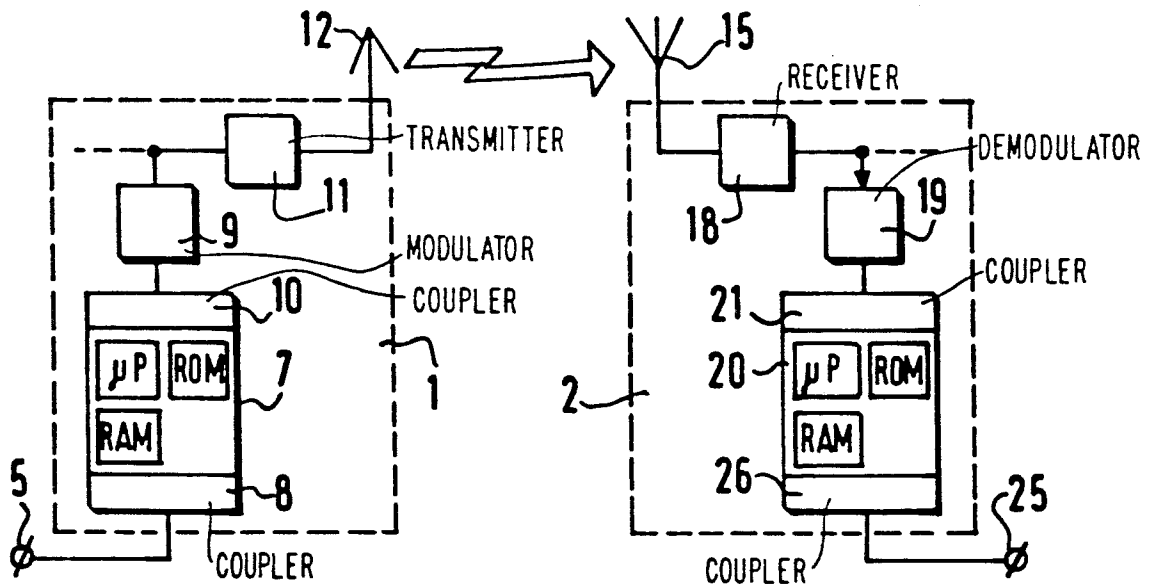 12
15
RECEIVER
TRANSMITTER
DEMODULATOR
11
18
19
9
MODULATOR
COUPLER
10
COUPLER
21
1
µP
ROM
7
20
µP
ROM
2
RAM
RAM
5
8
26
25
COUPLER
COUPLER